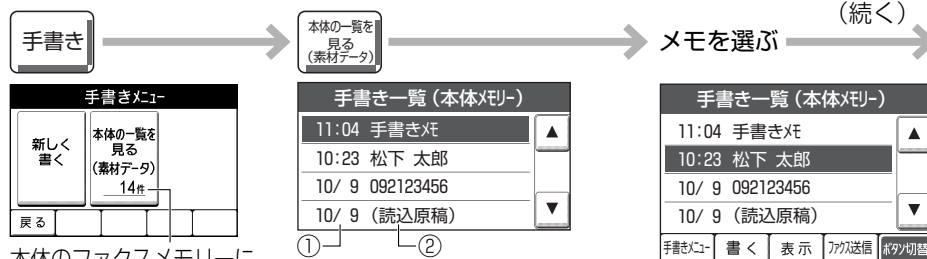 (続く)
手書き
本体の一覧を
見る
(素材データ)
メモを選ぶ
手書きメニュー
新しく
書く
本体の一覧を
見る
(素材データ)
14件
戻る
本体のファクスメモリーに
手書き一覧(本体メモリー)
11:04 手書きメモ
10:23 松下 太郎
10/ 9 092123456
10/ 9 (読込原稿)
▲
▼
① ②
手書き一覧(本体メモリー)
11:04 手書きメモ
10:23 松下 太郎
10/ 9 092123456
10/ 9 (読込原稿)
▲
▼
手書きメニュー 書く 表示 ファクス送信 ボタン切替